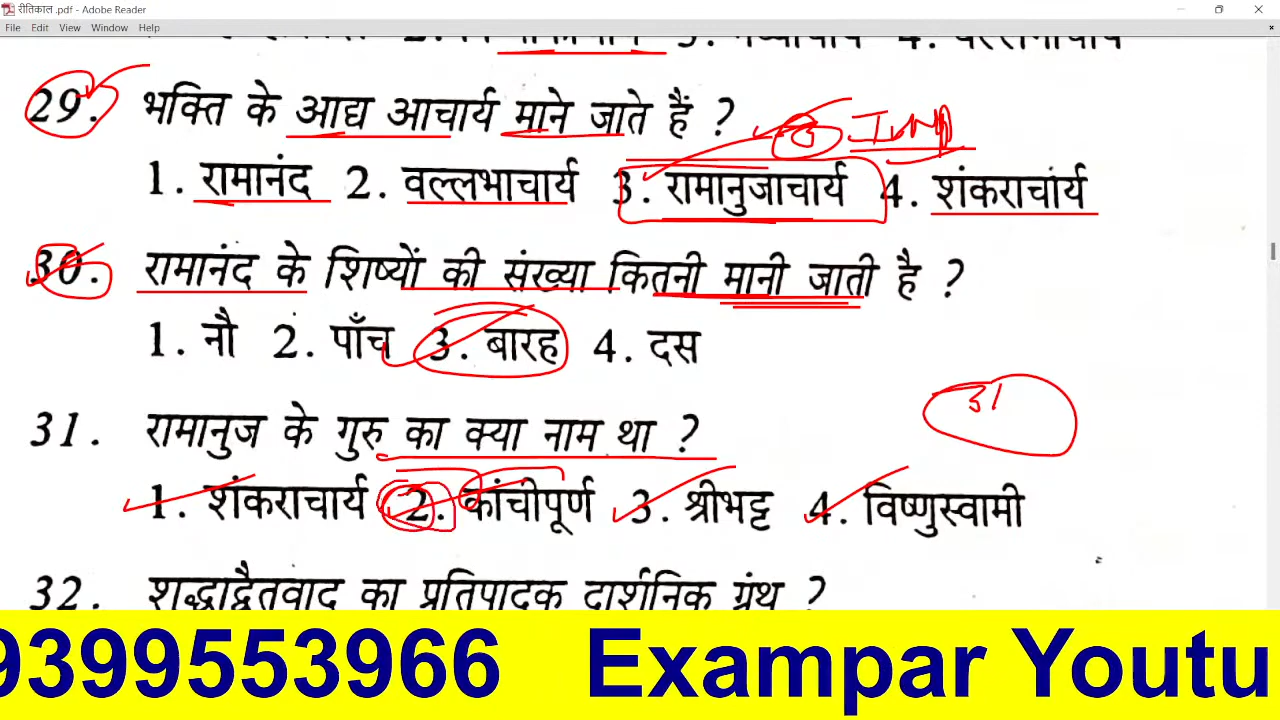 रीतिकाल .pdf - Adobe Reader
File Edit View Window Help
29. भक्ति के आद्य आचार्य माने जाते हैं ?
Imp
1. रामानंद 2. वल्लभाचार्य 3. रामानुजाचार्य 4. शंकराचार्य
30. रामानंद के शिष्यों की संख्या कितनी मानी जाती है ?
1. नौ 2. पाँच 3. बारह 4. दस
31
31. रामानुज के गुरु का क्या नाम था ?
1. शंकराचार्य 2. कांचीपूर्ण 3. श्रीभट्ट 4. विष्णुस्वामी
32. शुद्धाद्वैतवाद का प्रतिपादक दार्शनिक ग्रंथ ?
9399553966 Exampar Youtu